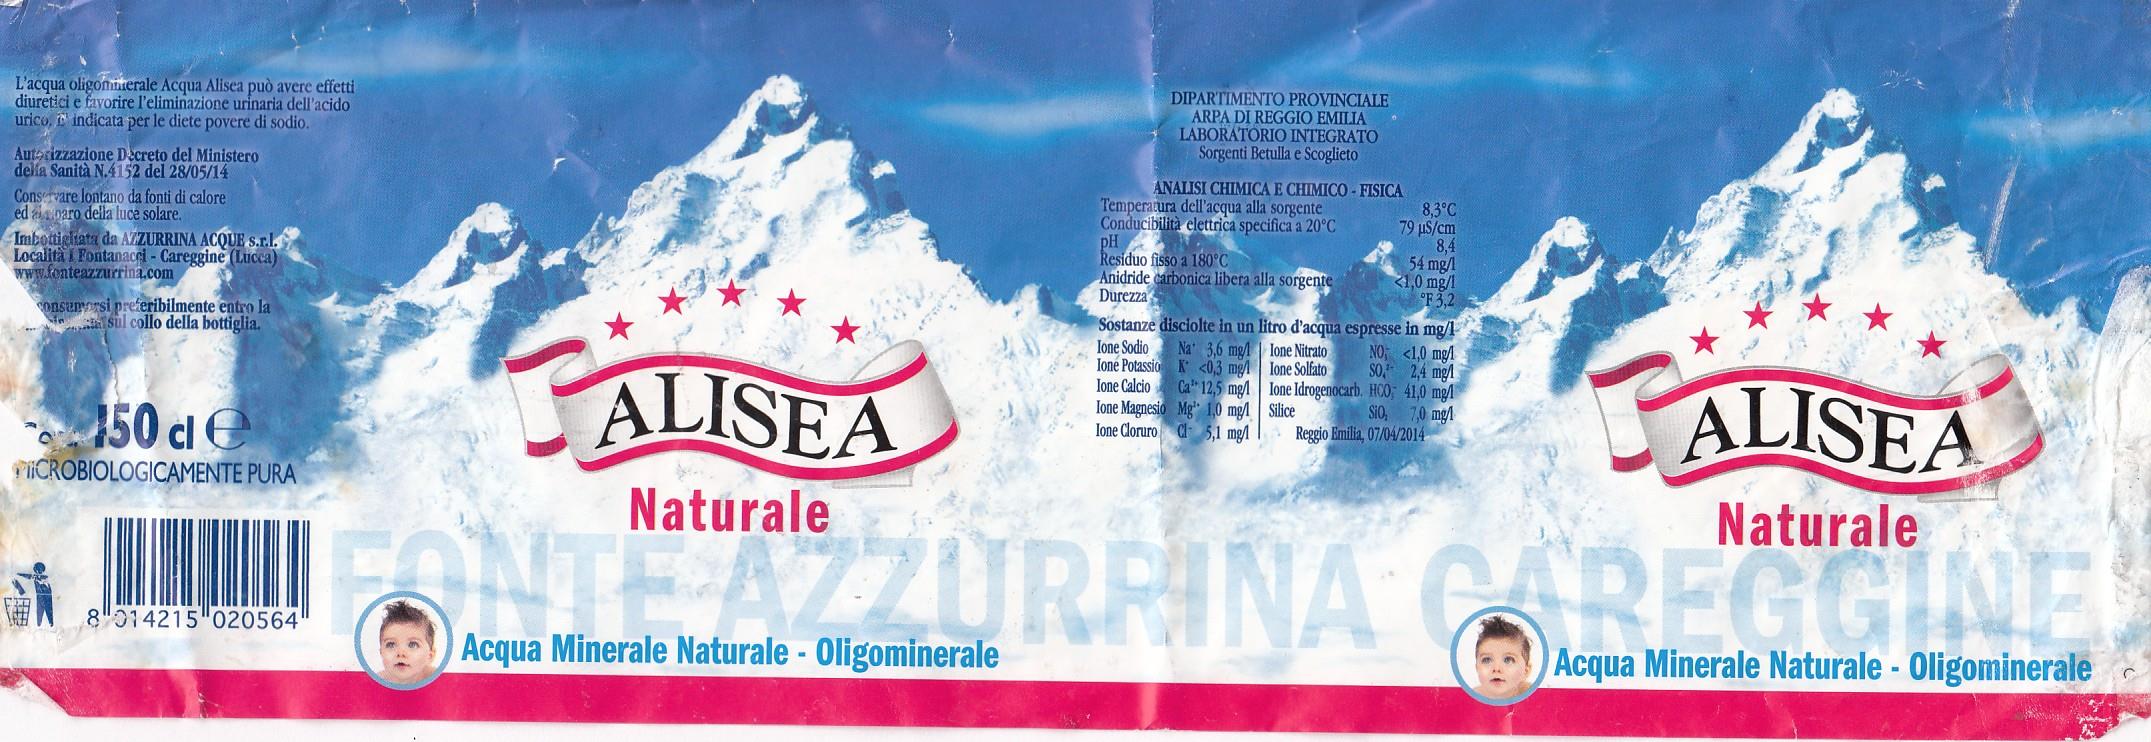 L'acqua oligominerale Acqua Alisea può avere effetti
diuretici e favorire l'eliminazione urinaria dell'acido
urico. E' indicata per le diete povere di sodio.
Autorizzazione Decreto del Ministero
della Sanità N.4152 del 28/05/14
Conservare lontano da fonti di calore
ed al riparo della luce solare.
Imbottigliata da AZZURRINA ACQUE s.r.l.
Località i Fontanacci - Careggine (Lucca)
www.fonteazzurrina.com
consumarsi preferibilmente entro la
sul collo della bottiglia.
150 cl e
MICROBIOLOGICAMENTE PURA
8 014215 020564
ALISEA
Naturale
FONTE AZZURRINA CAREGGINE
Acqua Minerale Naturale - Oligominerale
DIPARTIMENTO PROVINCIALE
ARPA DI REGGIO EMILIA
LABORATORIO INTEGRATO
Sorgenti Betulla e Scoglieto
ANALISI CHIMICA E CHIMICO - FISICA
Temperatura dell'acqua alla sorgente 8,3°C
Conducibilità elettrica specifica a 20°C 79 µS/cm
pH 8,4
Residuo fisso a 180°C 54 mg/l
Anidride carbonica libera alla sorgente <1,0 mg/l
Durezza °F 3,2
Sostanze disciolte in un litro d'acqua espresse in mg/l
Ione Sodio Na⁺ 3,6 mg/l Ione Nitrato NO₃⁻ <1,0 mg/l
Ione Potassio K⁺ <0,3 mg/l Ione Solfato SO₄²⁻ 2,4 mg/l
Ione Calcio Ca²⁺ 12,5 mg/l Ione Idrogenocarb. HCO₃⁻ 41,0 mg/l
Ione Magnesio Mg²⁺ 1,0 mg/l Silice SiO₂ 7,0 mg/l
Ione Cloruro Cl⁻ 5,1 mg/l Reggio Emilia, 07/04/2014
ALISEA
Naturale
Acqua Minerale Naturale - Oligominerale